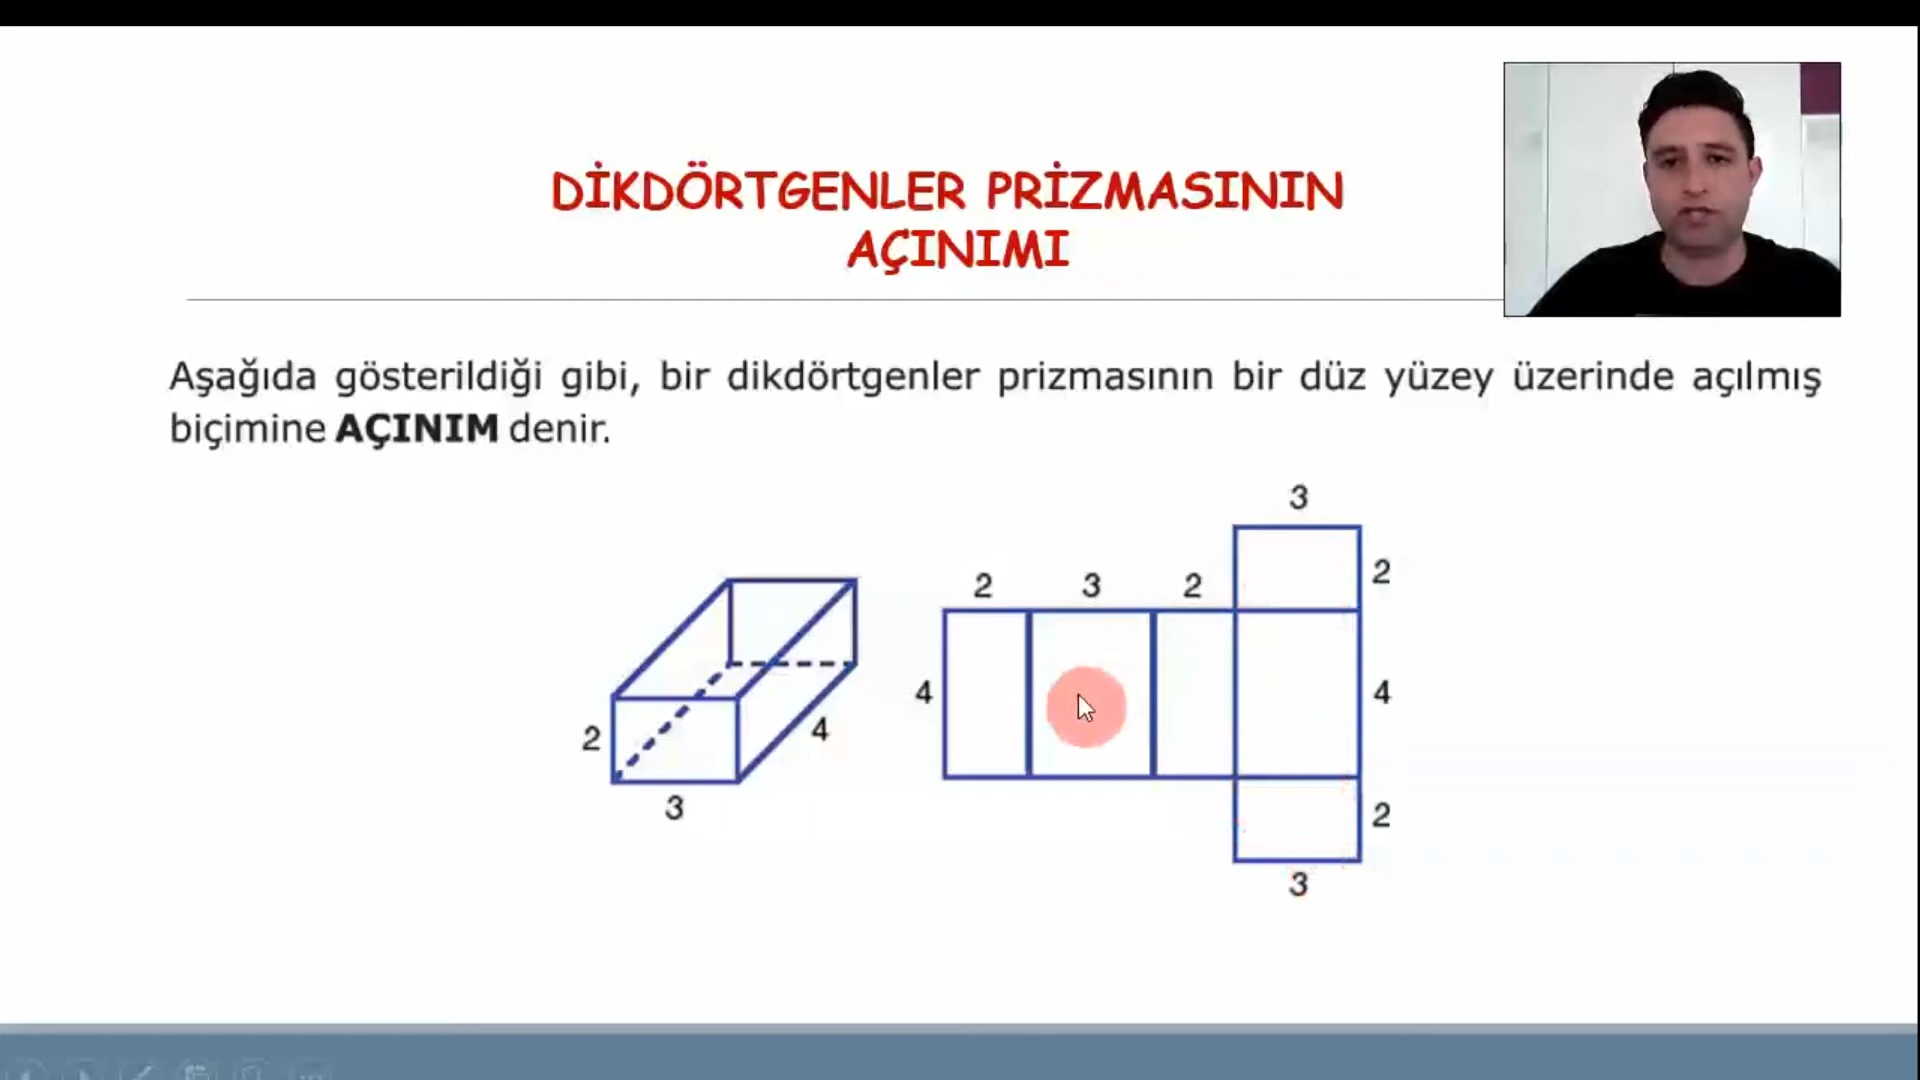 DİKDÖRTGENLER PRİZMASININ
AÇINIMI
Aşağıda gösterildiği gibi, bir dikdörtgenler prizmasının bir düz yüzey üzerinde açılmış
biçimine AÇINIM denir.
3
2
2 3 2
4
4
2
4
3
2
3